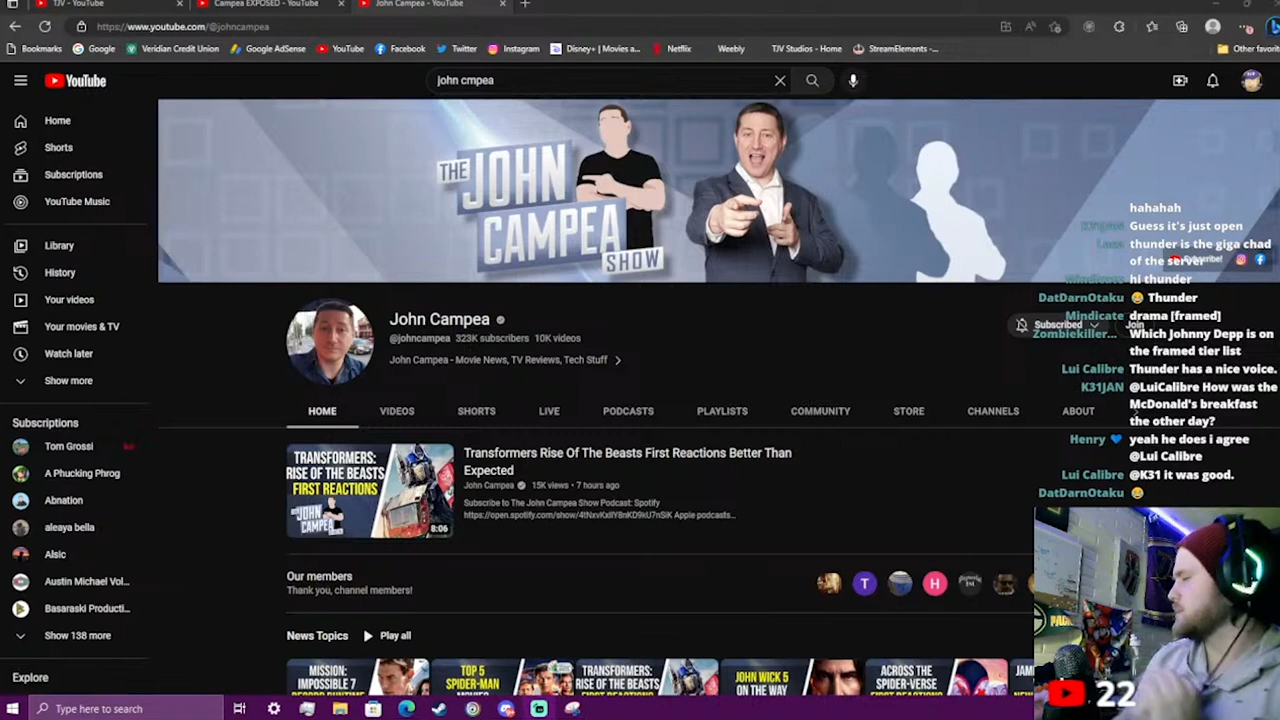 TJV - YouTube
Campea EXPOSED - YouTube
John Campea - YouTube
https://www.youtube.com/@johncampea
Bookmarks
Google
Veridian Credit Union
Google AdSense
YouTube
Facebook
Twitter
Instagram
Disney+ | Movies a...
Netflix
Weebly
TJV Studios - Home
StreamElements -...
Other favorit
YouTube
john cmpea
Home
Shorts
Subscriptions
YouTube Music
Library
History
Your videos
Your movies & TV
Watch later
Show more
Subscriptions
Tom Grossi
A Phucking Phrog
Abnation
aleaya bella
Alsic
Austin Michael Vol...
Basaraski Producti...
Show 138 more
Explore
THE
JOHN
CAMPEA
SHOW
John Campea
@johncampea 323K subscribers 10K videos
John Campea - Movie News, TV Reviews, Tech Stuff
Subscribed
Join
HOME
VIDEOS
SHORTS
LIVE
PODCASTS
PLAYLISTS
COMMUNITY
STORE
CHANNELS
ABOUT
TRANSFORMERS
RISE OF THE BEASTS
FIRST REACTIONS
JOHN
CAMPEA
8:06
Transformers Rise Of The Beasts First Reactions Better Than
Expected
John Campea 15K views • 7 hours ago
Subscribe to The John Campea Show Podcast: Spotify
Our members
Thank you, channel members!
T
H
News Topics
Play all
MISSION:
IMPOSSIBLE 7
TOP 5
SPIDER-MAN
TRANSFORMERS:
RISE OF THE BEASTS
JOHN WICK 5
ON THE WAY
ACROSS THE
SPIDER-VERSE
hahahah
K31JAN Guess it's just open
thunder is the giga chad
of the server
Subscribe!
Mindicate hi thunder
DatDarnOtaku 😂 Thunder
Mindicate drama [framed]
Zombiekiller... Which Johnny Depp is on
the framed tier list
Lui Calibre Thunder has a nice voice.
K31JAN @LuiCalibre How was the
McDonald's breakfast
the other day?
Henry 💙 yeah he does i agree
@Lui Calibre
Lui Calibre @K31 it was good.
DatDarnOtaku 😂
PACK
22
Type here to search